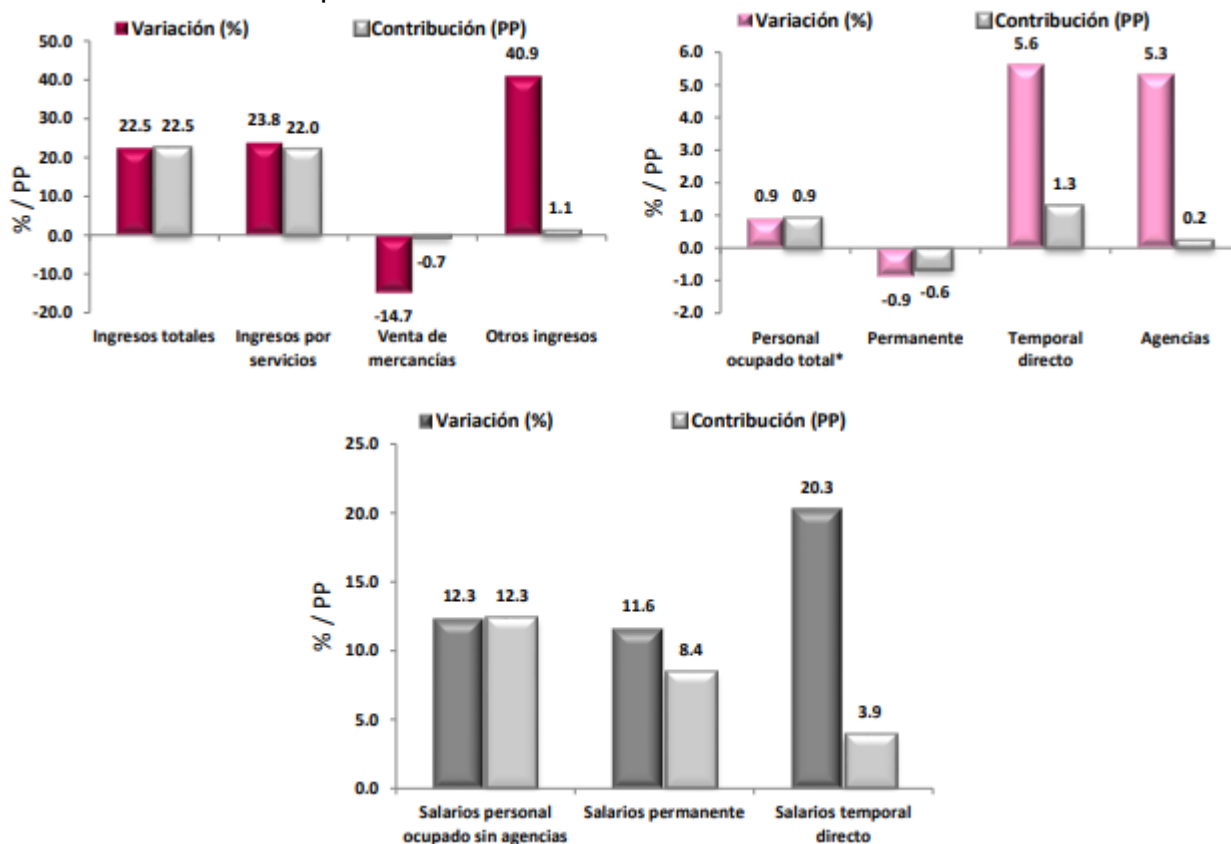 Variación (%) Contribución (PP)
50.0
40.0
30.0
20.0
10.0
0.0
-10.0
-20.0
% / PP
22.5 22.5
23.8 22.0
-14.7 -0.7
40.9 1.1
Ingresos totales
Ingresos por servicios
Venta de mercancías
Otros ingresos
Variación (%) Contribución (PP)
6.0
5.0
4.0
3.0
2.0
1.0
0.0
-1.0
-2.0
% / PP
0.9 0.9
-0.9 -0.6
5.6 1.3
5.3 0.2
Personal ocupado total*
Permanente
Temporal directo
Agencias
Variación (%) Contribución (PP)
25.0
20.0
15.0
10.0
5.0
0.0
% / PP
12.3 12.3
11.6 8.4
20.3 3.9
Salarios personal ocupado sin agencias
Salarios permanente
Salarios temporal directo